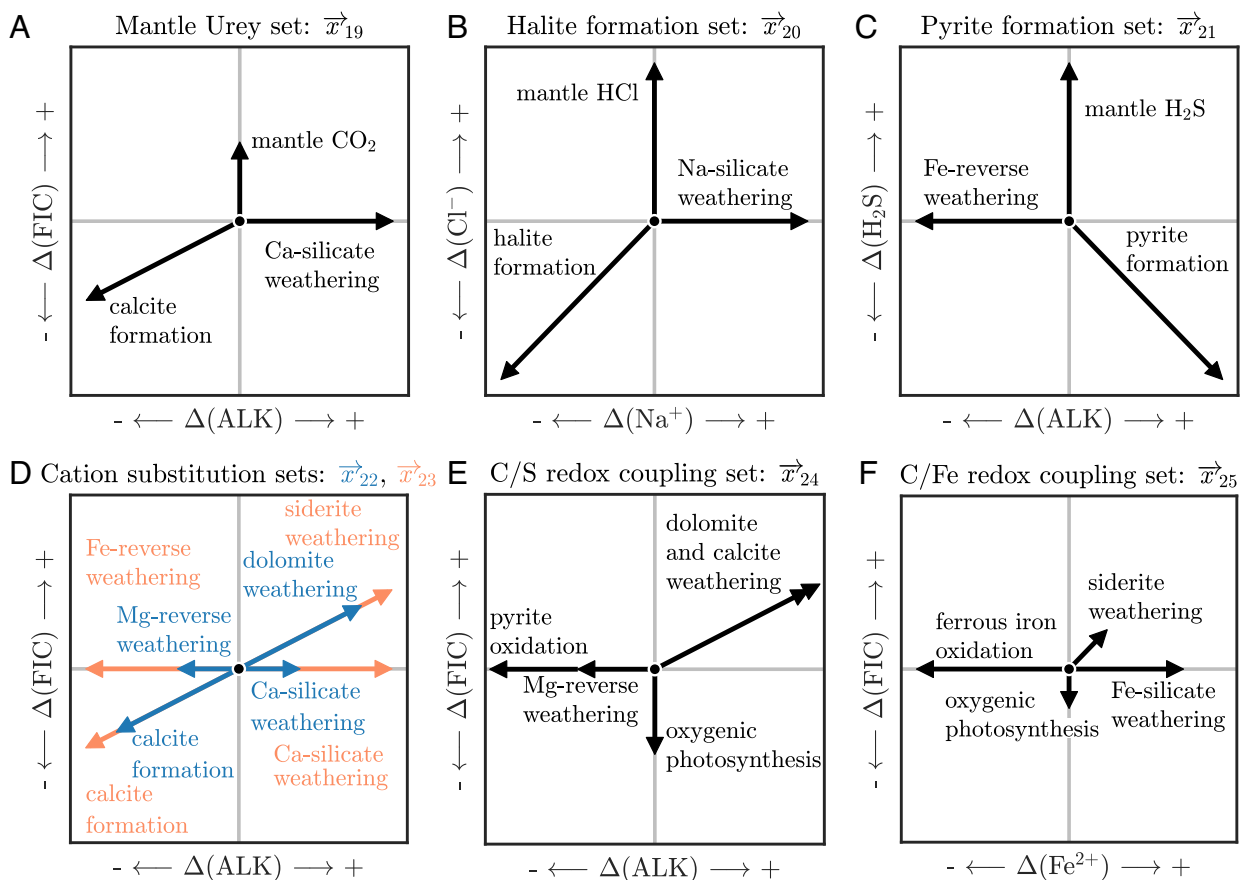 A Mantle Urey set: x⃗₁₉
- ⟵ Δ(FIC) ⟶ +
mantle CO₂
Ca-silicate
weathering
calcite
formation
- ⟵ Δ(ALK) ⟶ +
B Halite formation set: x⃗₂₀
- ⟵ Δ(Cl⁻) ⟶ +
mantle HCl
Na-silicate
weathering
halite
formation
- ⟵ Δ(Na⁺) ⟶ +
C Pyrite formation set: x⃗₂₁
- ⟵ Δ(H₂S) ⟶ +
mantle H₂S
Fe-reverse
weathering
pyrite
formation
- ⟵ Δ(ALK) ⟶ +
D Cation substitution sets: x⃗₂₂, x⃗₂₃
- ⟵ Δ(FIC) ⟶ +
siderite
weathering
Fe-reverse
weathering
dolomite
weathering
Mg-reverse
weathering
Ca-silicate
weathering
calcite
formation
Ca-silicate
weathering
calcite
formation
- ⟵ Δ(ALK) ⟶ +
E C/S redox coupling set: x⃗₂₄
- ⟵ Δ(FIC) ⟶ +
dolomite
and calcite
weathering
pyrite
oxidation
Mg-reverse
weathering
oxygenic
photosynthesis
- ⟵ Δ(ALK) ⟶ +
F C/Fe redox coupling set: x⃗₂₅
- ⟵ Δ(FIC) ⟶ +
siderite
weathering
ferrous iron
oxidation
oxygenic
photosynthesis
Fe-silicate
weathering
- ⟵ Δ(Fe²⁺) ⟶ +